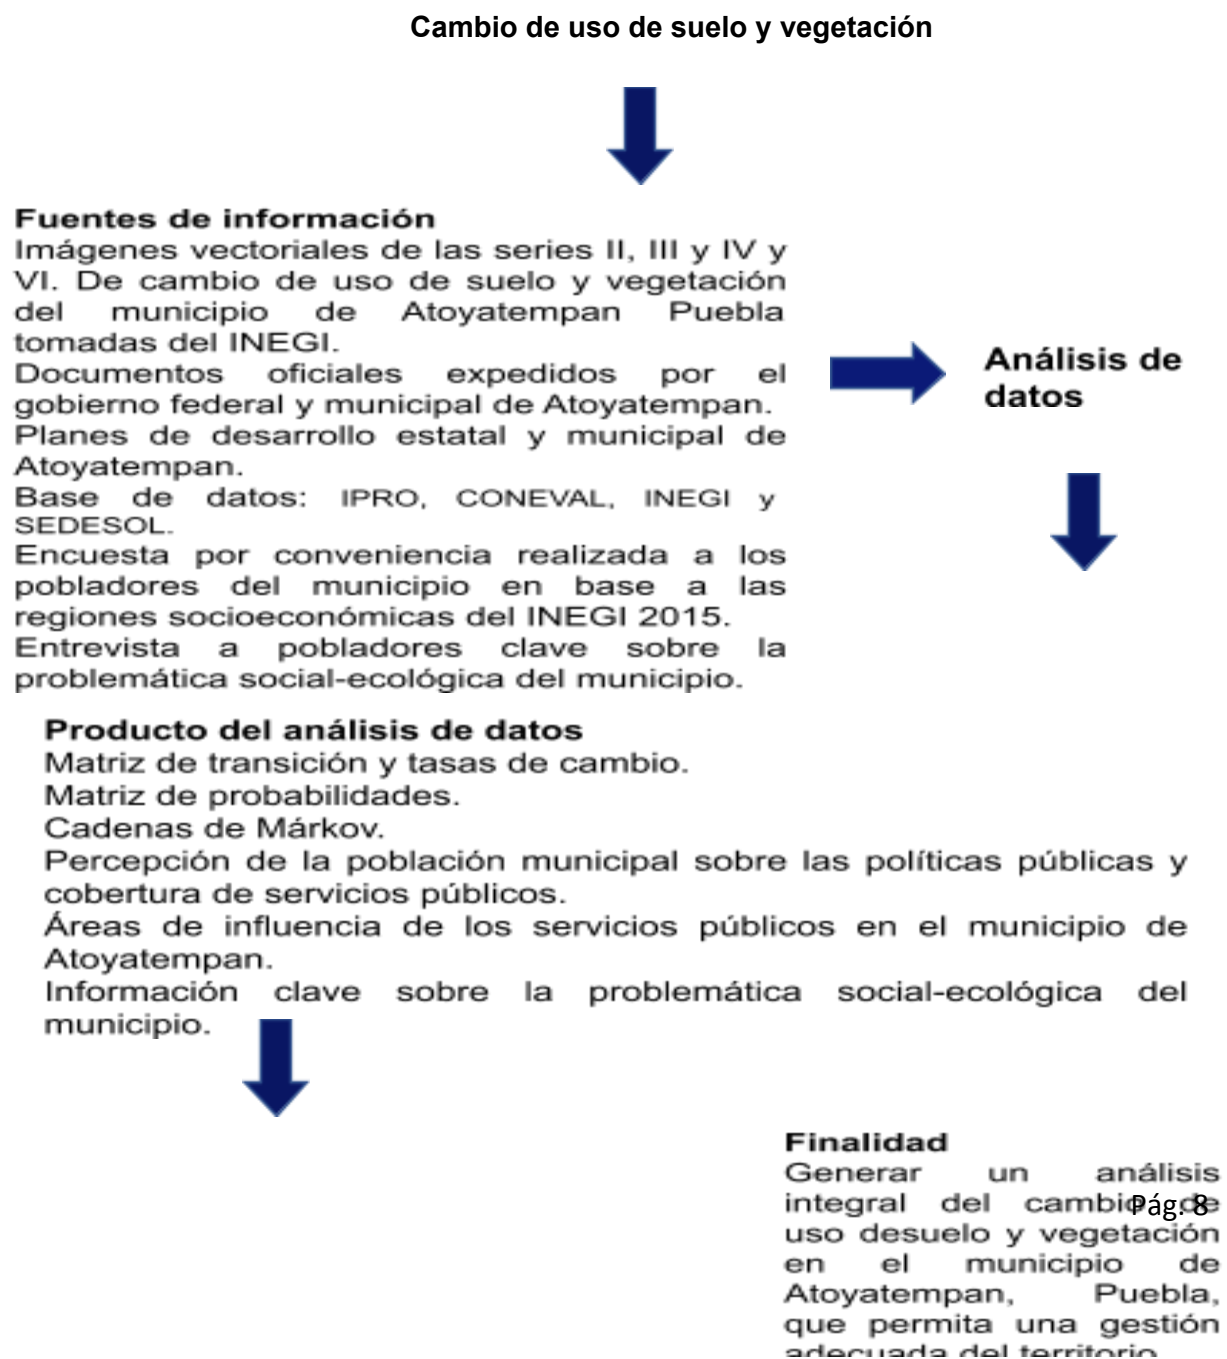 Cambio de uso de suelo y vegetación
Fuentes de información
Imágenes vectoriales de las series II, III y IV y
VI. De cambio de uso de suelo y vegetación
del municipio de Atoyatempan Puebla
tomadas del INEGI.
Documentos oficiales expedidos por el
gobierno federal y municipal de Atoyatempan.
Planes de desarrollo estatal y municipal de
Atoyatempan.
Base de datos: IPRO, CONEVAL, INEGI y
SEDESOL.
Encuesta por conveniencia realizada a los
pobladores del municipio en base a las
regiones socioeconómicas del INEGI 2015.
Entrevista a pobladores clave sobre la
problemática social-ecológica del municipio.
Análisis de
datos
Producto del análisis de datos
Matriz de transición y tasas de cambio.
Matriz de probabilidades.
Cadenas de Márkov.
Percepción de la población municipal sobre las políticas públicas y
cobertura de servicios públicos.
Áreas de influencia de los servicios públicos en el municipio de
Atoyatempan.
Información clave sobre la problemática social-ecológica del
municipio.
Finalidad
Generar un análisis
integral del cambio de
uso desuelo y vegetación
en el municipio de
Atoyatempan, Puebla,
que permita una gestión
adecuada del territorio
Pág. 8